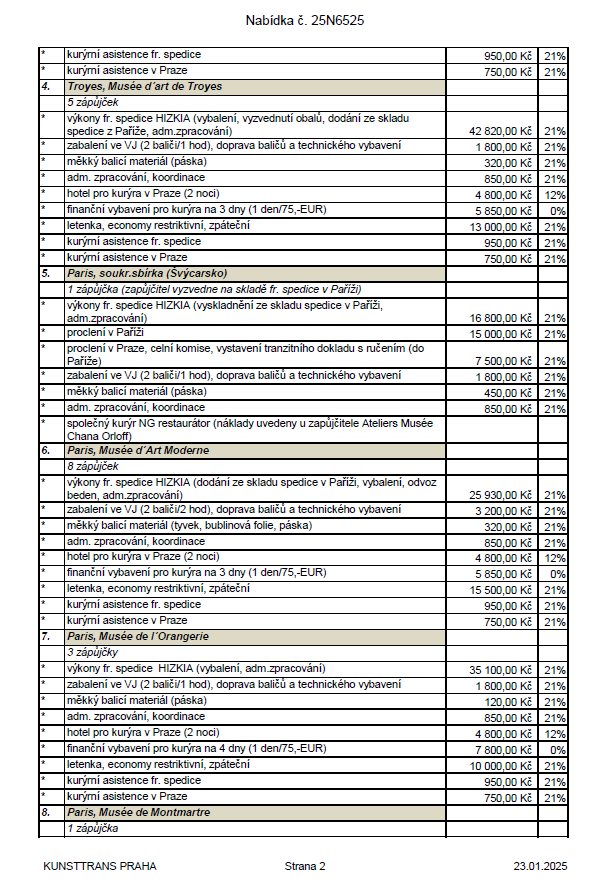 Nabídka č. 25N6525
* kurýrní asistence fr. spedice 950,00 Kč 21%
* kurýrní asistence v Praze 750,00 Kč 21%
4. Troyes, Musée d´art de Troyes
5 zápůjček
* výkony fr. spedice HIZKIA (vybalení, vyzvednutí obalů, dodání ze skladu
spedice z Paříže, adm.zpracování) 42 820,00 Kč 21%
* zabalení ve VJ (2 baliči/1 hod), doprava baličů a technického vybavení 1 800,00 Kč 21%
* měkký balicí materiál (páska) 320,00 Kč 21%
* adm. zpracování, koordinace 850,00 Kč 21%
* hotel pro kurýra v Praze (2 noci) 4 800,00 Kč 12%
* finanční vybavení pro kurýra na 3 dny (1 den/75,-EUR) 5 850,00 Kč 0%
* letenka, economy restriktivní, zpáteční 13 000,00 Kč 21%
* kurýrní asistence fr. spedice 950,00 Kč 21%
* kurýrní asistence v Praze 750,00 Kč 21%
5. Paris, soukr.sbírka (Švýcarsko)
1 zápůjčka (zapůjčitel vyzvedne na skladě fr. spedice v Paříži)
* výkony fr. spedice HIZKIA (vyskladnění ze skladu spedice v Paříži,
adm.zpracování) 16 800,00 Kč 21%
* proclení v Paříži 15 000,00 Kč 21%
* proclení v Praze, celní komise, vystavení tranzitního dokladu s ručením (do
Paříže) 7 500,00 Kč 21%
* zabalení ve VJ (2 baliči/1 hod), doprava baličů a technického vybavení 1 800,00 Kč 21%
* měkký balicí materiál (páska) 450,00 Kč 21%
* adm. zpracování, koordinace 850,00 Kč 21%
* společný kurýr NG restaurátor (náklady uvedeny u zapůjčitele Ateliers Musée
Chana Orloff)
6. Paris, Musée d´Art Moderne
8 zápůjček
* výkony fr. spedice HIZKIA (dodání ze skladu spedice v Paříži, vybalení, odvoz
beden, adm.zpracování) 25 930,00 Kč 21%
* zabalení ve VJ (2 baliči/2 hod), doprava baličů a technického vybavení 3 200,00 Kč 21%
* měkký balicí materiál (tyvek, bublinová folie, páska) 320,00 Kč 21%
* adm. zpracování, koordinace 850,00 Kč 21%
* hotel pro kurýra v Praze (2 noci) 4 800,00 Kč 12%
* finanční vybavení pro kurýra na 3 dny (1 den/75,-EUR) 5 850,00 Kč 0%
* letenka, economy restriktivní, zpáteční 15 500,00 Kč 21%
* kurýrní asistence fr. spedice 950,00 Kč 21%
* kurýrní asistence v Praze 750,00 Kč 21%
7. Paris, Musée de l´Orangerie
3 zápůjčky
* výkony fr. spedice HIZKIA (vybalení, adm.zpracování) 35 100,00 Kč 21%
* zabalení ve VJ (2 baliči/1 hod), doprava baličů a technického vybavení 1 800,00 Kč 21%
* měkký balicí materiál (páska) 120,00 Kč 21%
* adm. zpracování, koordinace 850,00 Kč 21%
* hotel pro kurýra v Praze (2 noci) 4 800,00 Kč 12%
* finanční vybavení pro kurýra na 4 dny (1 den/75,-EUR) 7 800,00 Kč 0%
* letenka, economy restriktivní, zpáteční 10 000,00 Kč 21%
* kurýrní asistence fr. spedice 950,00 Kč 21%
* kurýrní asistence v Praze 750,00 Kč 21%
8. Paris, Musée de Montmartre
1 zápůjčka
KUNSTTRANS PRAHA Strana 2 23.01.2025